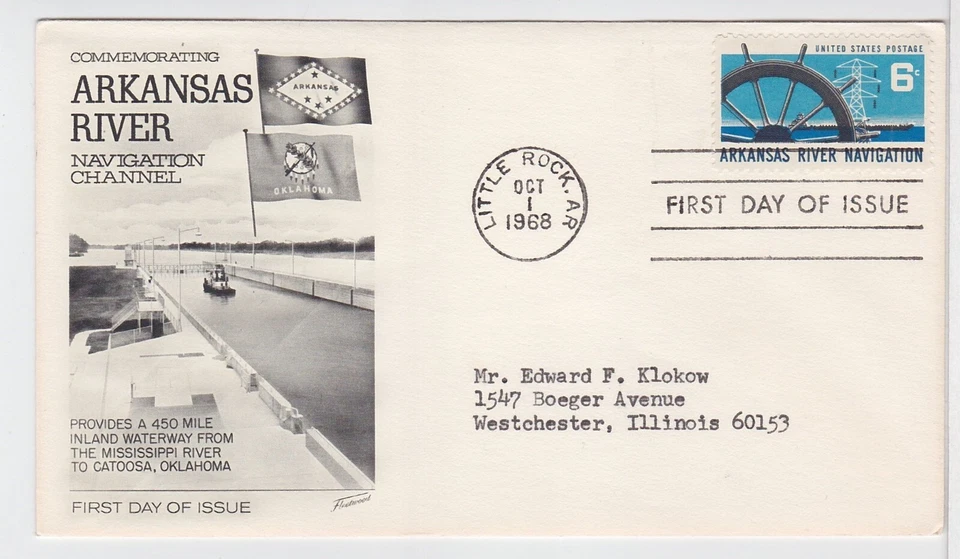 COMMEMORATING
ARKANSAS
RIVER
NAVIGATION
CHANNEL
ARKANSAS
OKLAHOMA
PROVIDES A 450 MILE
INLAND WATERWAY FROM
THE MISSISSIPPI RIVER
TO CATOOSA, OKLAHOMA
FIRST DAY OF ISSUE
Fleetwood
LITTLE ROCK, AR
OCT
1
1968
UNITED STATES POSTAGE
6c
ARKANSAS RIVER NAVIGATION
FIRST DAY OF ISSUE
Mr. Edward F. Klokow
1547 Boeger Avenue
Westchester, Illinois 60153